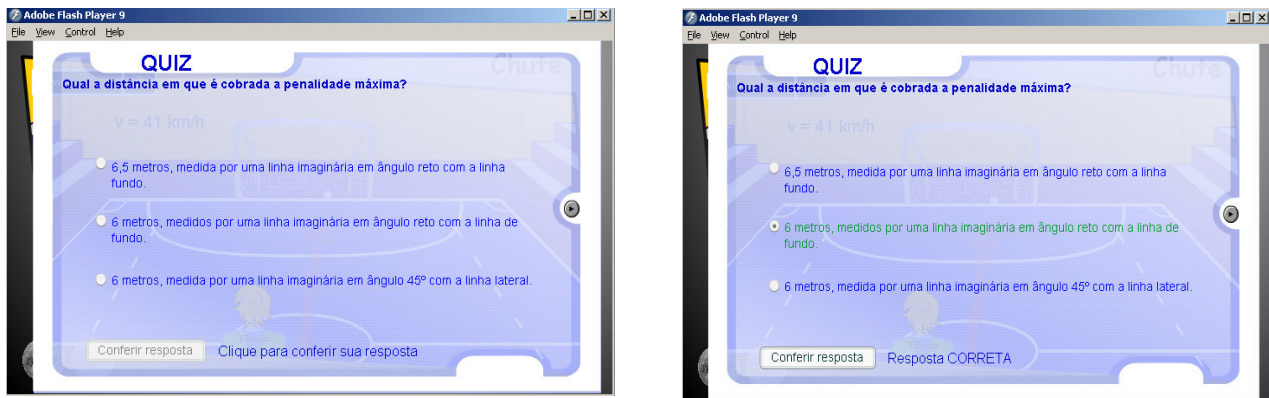 Adobe Flash Player 9
File View Control Help
QUIZ
Chute
Qual a distância em que é cobrada a penalidade máxima?
v = 41 km/h
6,5 metros, medida por uma linha imaginária em ângulo reto com a linha
fundo.
6 metros, medidos por uma linha imaginária em ângulo reto com a linha de
fundo.
6 metros, medida por uma linha imaginária em ângulo 45º com a linha lateral.
Conferir resposta Clique para conferir sua resposta
Adobe Flash Player 9
File View Control Help
QUIZ
Chute
Qual a distância em que é cobrada a penalidade máxima?
v = 41 km/h
6,5 metros, medida por uma linha imaginária em ângulo reto com a linha
fundo.
6 metros, medidos por uma linha imaginária em ângulo reto com a linha de
fundo.
6 metros, medida por uma linha imaginária em ângulo 45º com a linha lateral.
Conferir resposta Resposta CORRETA